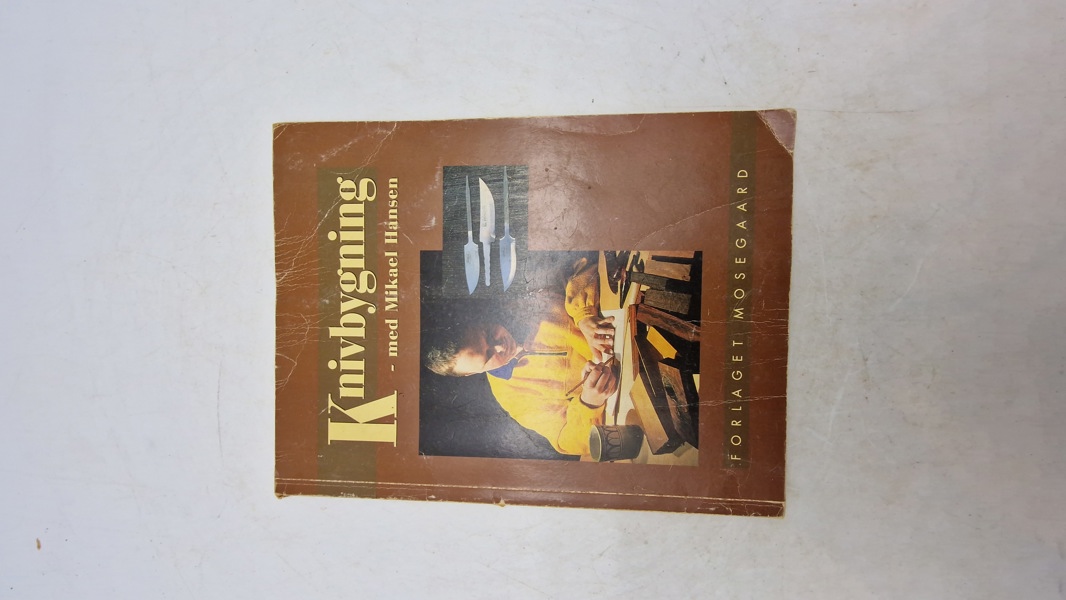 Knivbygning
- med Mikael Hansen
FORLAGET MOSEGAARD